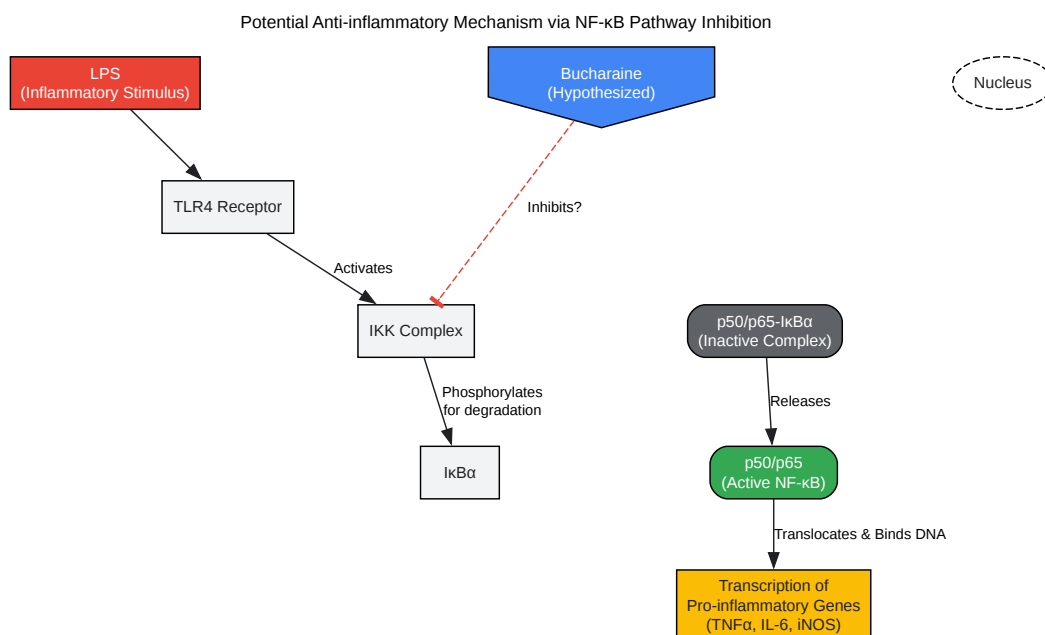 Potential Anti-inflammatory Mechanism via NF-κB Pathway Inhibition
LPS
(Inflammatory Stimulus)
Bucharaine
(Hypothesized)
Nucleus
TLR4 Receptor
Inhibits?
Activates
IKK Complex
p50/p65-IκBα
(Inactive Complex)
Phosphorylates
for degradation
Releases
IκBα
p50/p65
(Active NF-κB)
Translocates & Binds DNA
Transcription of
Pro-inflammatory Genes
(TNFα, IL-6, iNOS)